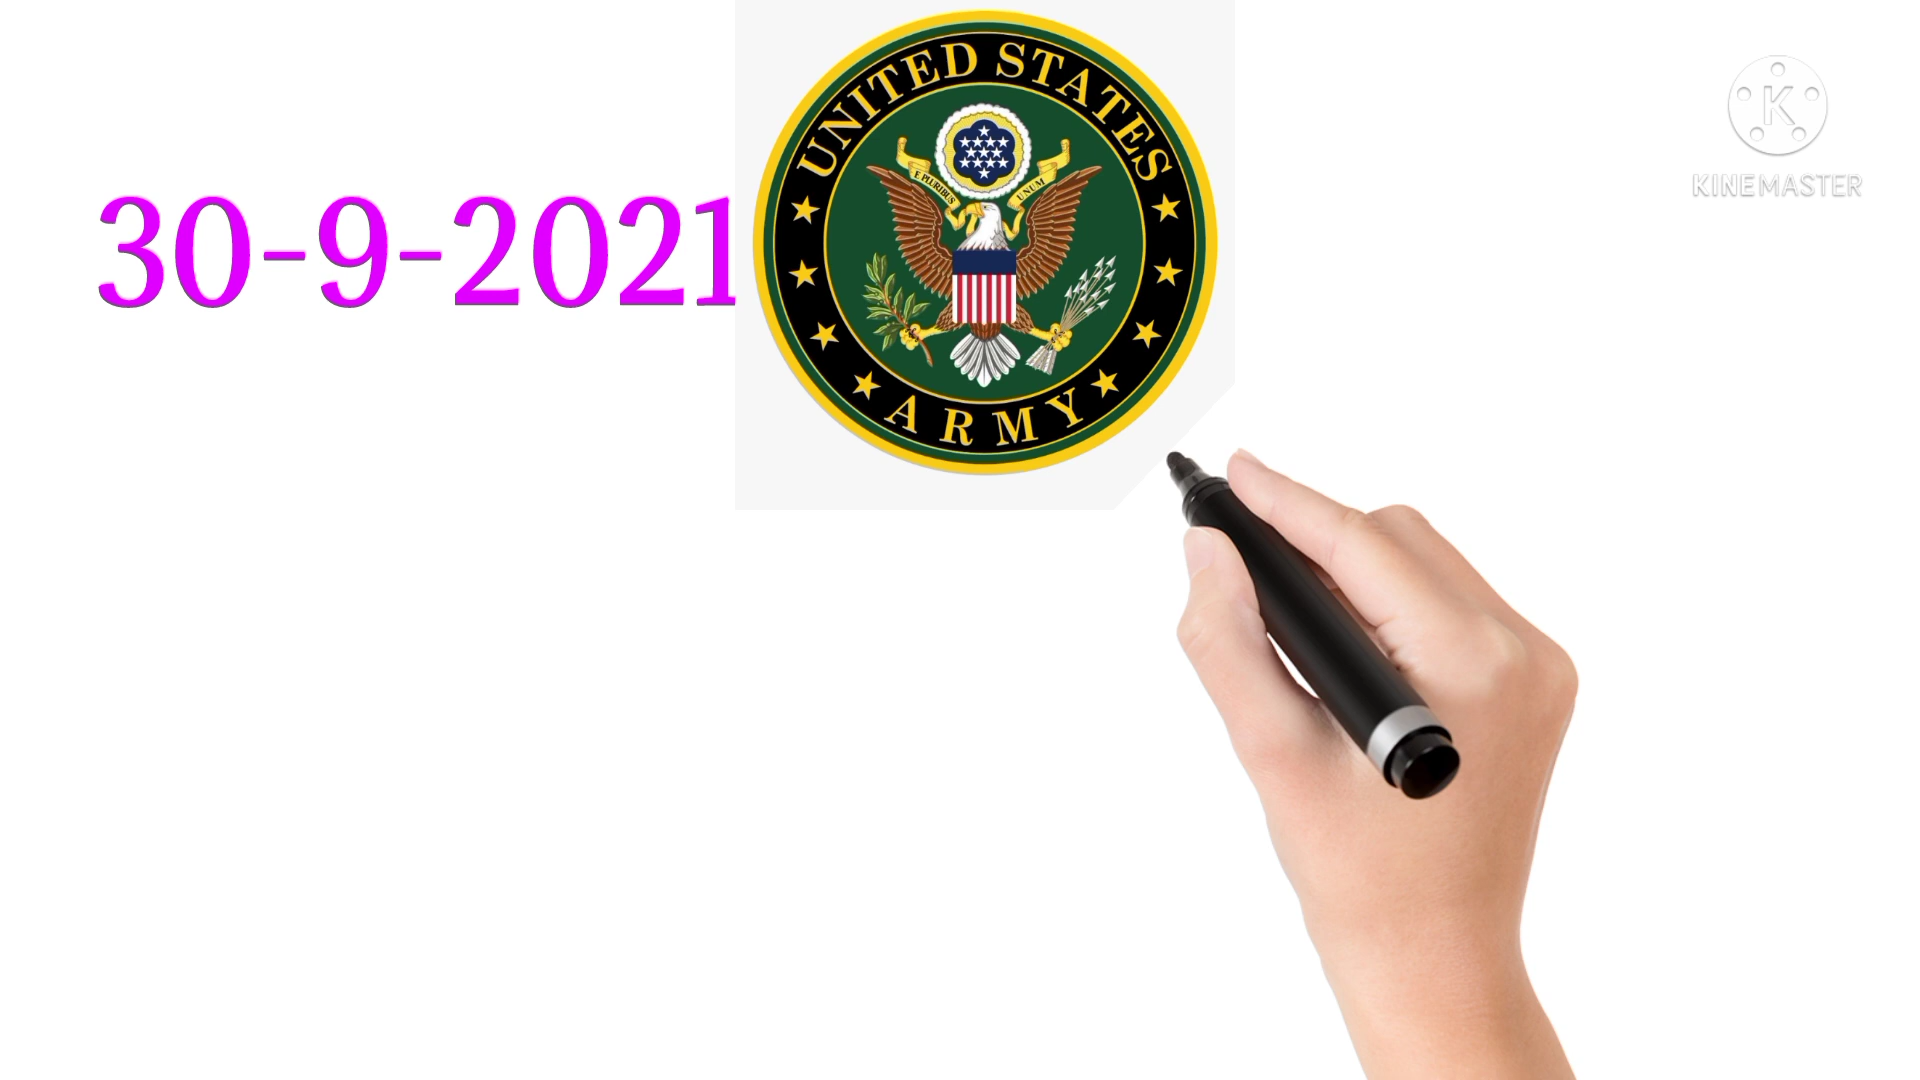 30-9-2021
UNITED STATES
E PLURIBUS UNUM
ARMY
K
KINEMASTER